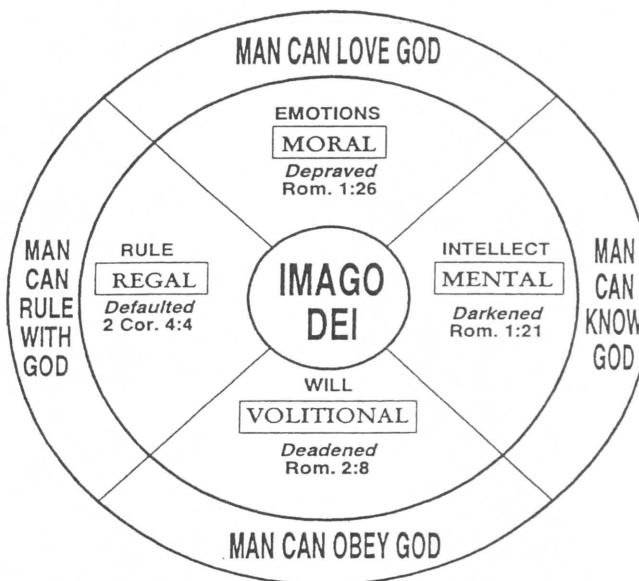 MAN CAN LOVE GOD
EMOTIONS
MORAL
Depraved
Rom. 1:26
MAN
CAN
RULE
WITH
GOD
RULE
REGAL
Defaulted
2 Cor. 4:4
IMAGO
DEI
INTELLECT
MENTAL
Darkened
Rom. 1:21
MAN
CAN
KNOW
GOD
WILL
VOLITIONAL
Deadened
Rom. 2:8
MAN CAN OBEY GOD